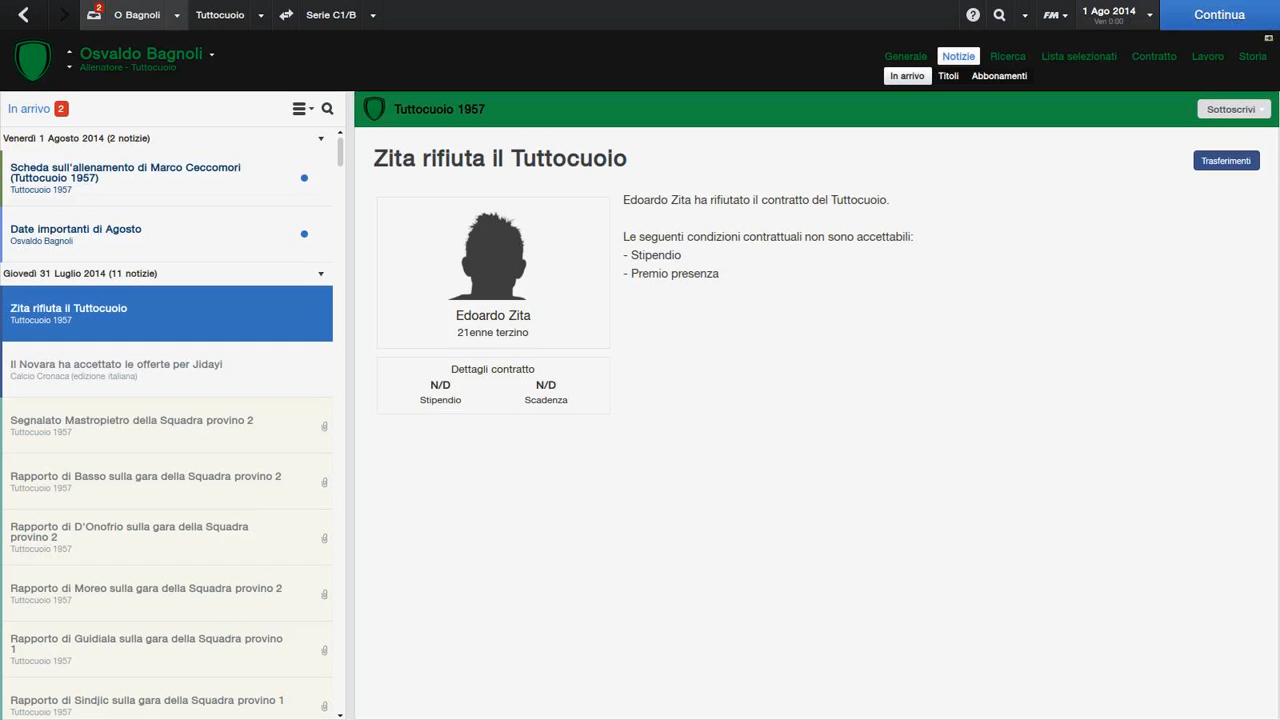 2
O Bagnoli
Tuttocuoio
Serie C1/B
FM
1 Ago 2014
Ven 0:00
Continua
Osvaldo Bagnoli
Allenatore - Tuttocuoio
Generale
Notizie
Ricerca
Lista selezionati
Contratto
Lavoro
Storia
In arrivo
Titoli
Abbonamenti
In arrivo 2
Tuttocuoio 1957
Sottoscrivi
Venerdì 1 Agosto 2014 (2 notizie)
Scheda sull'allenamento di Marco Ceccomori
(Tuttocuoio 1957)
Tuttocuoio 1957
Date importanti di Agosto
Osvaldo Bagnoli
Giovedì 31 Luglio 2014 (11 notizie)
Zita rifiuta il Tuttocuoio
Tuttocuoio 1957
Il Novara ha accettato le offerte per Jidayi
Calcio Cronaca (edizione italiana)
Segnalato Mastropietro della Squadra provino 2
Tuttocuoio 1957
Rapporto di Basso sulla gara della Squadra provino 2
Tuttocuoio 1957
Rapporto di D'Onofrio sulla gara della Squadra
provino 2
Tuttocuoio 1957
Rapporto di Moreo sulla gara della Squadra provino 2
Tuttocuoio 1957
Rapporto di Guidiala sulla gara della Squadra provino
1
Tuttocuoio 1957
Rapporto di Sindjic sulla gara della Squadra provino 1
Tuttocuoio 1957
Zita rifiuta il Tuttocuoio
Trasferimenti
Edoardo Zita
21enne terzino
Dettagli contratto
N/D
N/D
Stipendio
Scadenza
Edoardo Zita ha rifiutato il contratto del Tuttocuoio.
Le seguenti condizioni contrattuali non sono accettabili:
- Stipendio
- Premio presenza